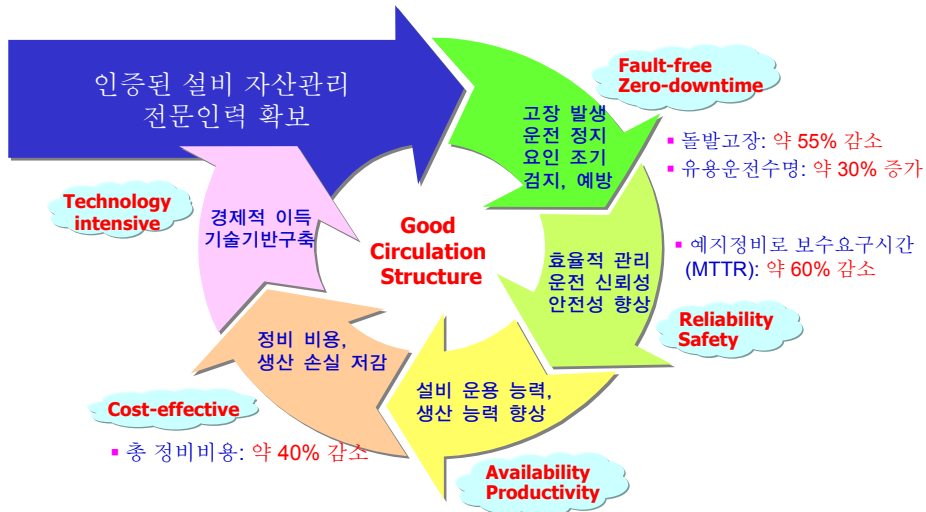 인증된 설비 자산관리
전문인력 확보
Fault-free
Zero-downtime
고장 발생
운전 정지
요인 조기
검지, 예방
▪ 돌발고장: 약 55% 감소
▪ 유용운전수명: 약 30% 증가
Technology
intensive
경제적 이득
기술기반구축
Good
Circulation
Structure
▪ 예지정비로 보수요구시간
(MTTR): 약 60% 감소
효율적 관리
운전 신뢰성
안전성 향상
Reliability
Safety
정비 비용,
생산 손실 저감
설비 운용 능력,
생산 능력 향상
Cost-effective
▪ 총 정비비용: 약 40% 감소
Availability
Productivity